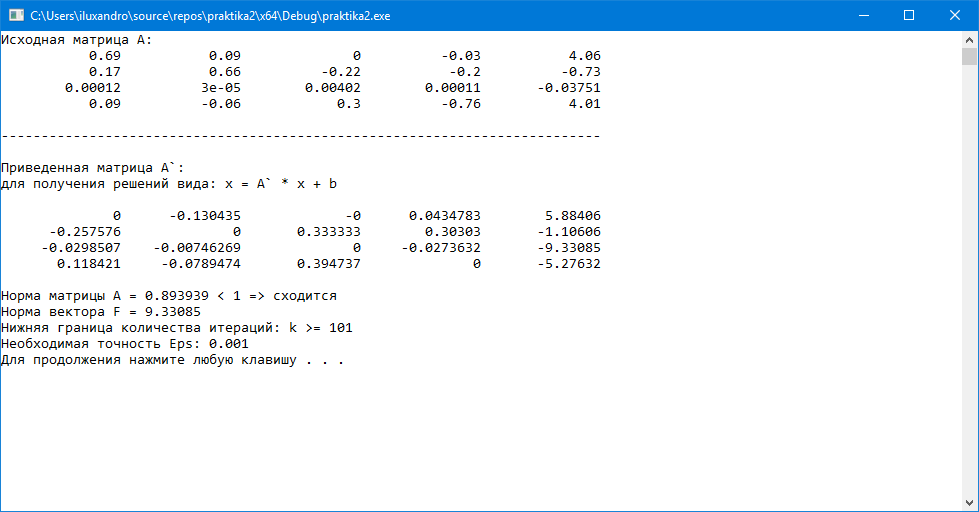 C:\Users\iluxandro\source\repos\praktika2\x64\Debug\praktika2.exe
Исходная матрица А:
0.69 0.09 0 -0.03 4.06
0.17 0.66 -0.22 -0.2 -0.73
0.00012 3e-05 0.00402 0.00011 -0.03751
0.09 -0.06 0.3 -0.76 4.01
---------------------------------------------------------------------------
Приведенная матрица А`:
для получения решений вида: x = A` * x + b
0 -0.130435 -0 0.0434783 5.88406
-0.257576 0 0.333333 0.30303 -1.10606
-0.0298507 -0.00746269 0 -0.0273632 -9.33085
0.118421 -0.0789474 0.394737 0 -5.27632
Норма матрицы А = 0.893939 < 1 => сходится
Норма вектора F = 9.33085
Нижняя граница количества итераций: k >= 101
Необходимая точность Eps: 0.001
Для продолжения нажмите любую клавишу . . .